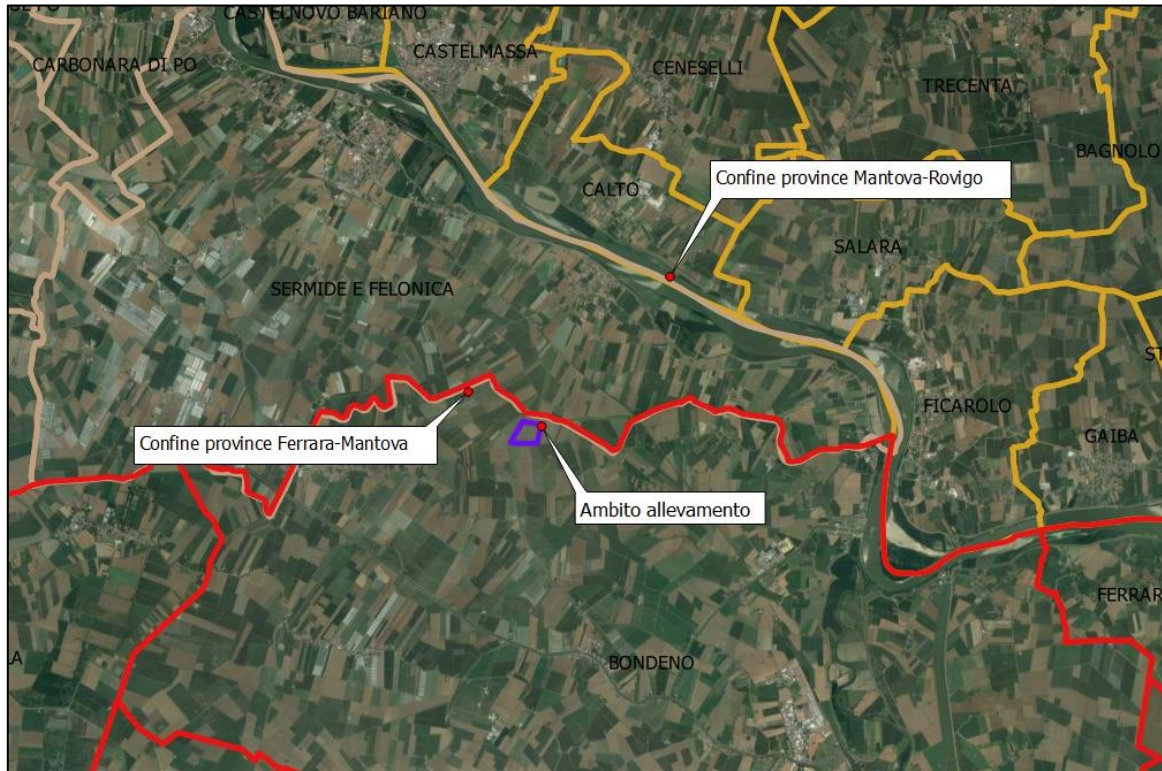 CASTELNOVO BARIANO
CARBONARA DI PO
CASTELMASSA
CENESELLI
TRECENTA
BAGNOLO
CALTO
Confine province Mantova-Rovigo
SALARA
SERMIDE E FELONICA
FICAROLO
GAIBA
Confine province Ferrara-Mantova
Ambito allevamento
FERRAR
BONDENO